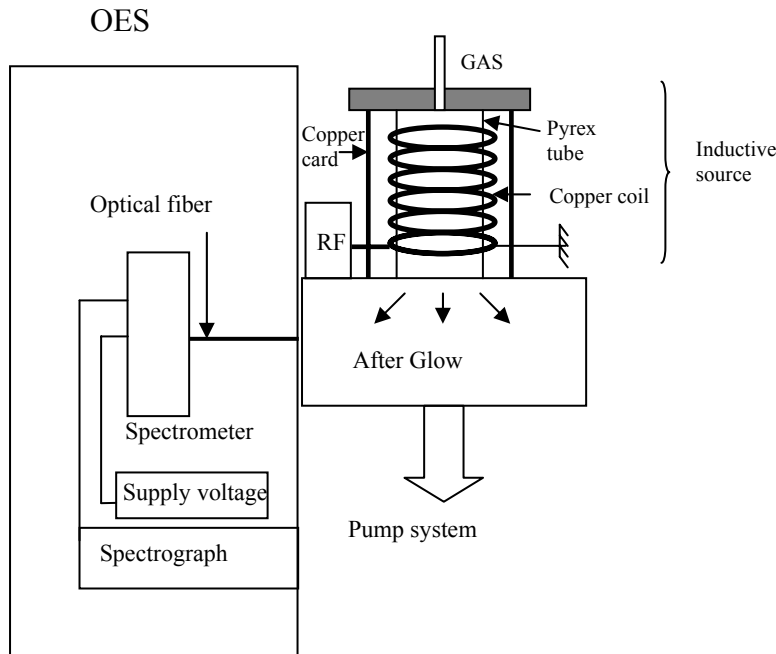 OES
GAS
Copper
card
Pyrex
tube
Inductive
source
Copper coil
Optical fiber
RF
After Glow
Spectrometer
Supply voltage
Pump system
Spectrograph